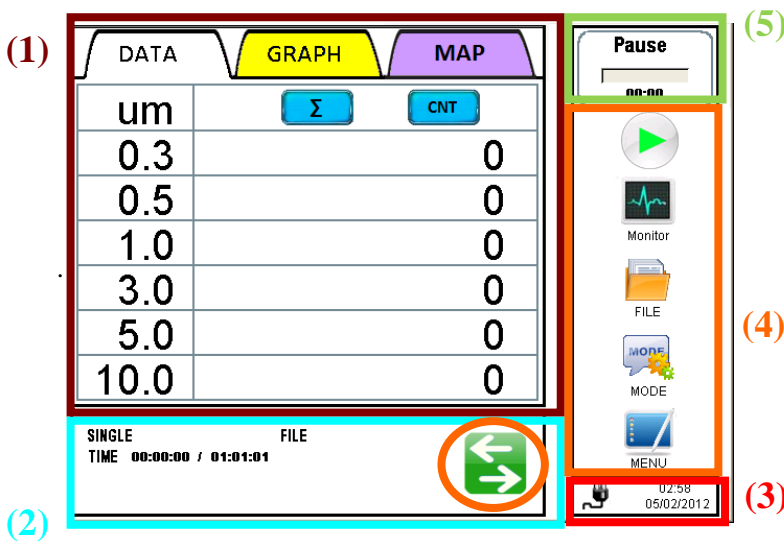 (1)
DATA GRAPH MAP
um Σ CNT
0.3 0
0.5 0
1.0 0
3.0 0
5.0 0
10.0 0
(2)
SINGLE FILE
TIME 00:00:00 / 01:01:01
(5)
Pause
00:00
(4)
Monitor
FILE
MODE
MODE
MENU
(3)
02:58
05/02/2012